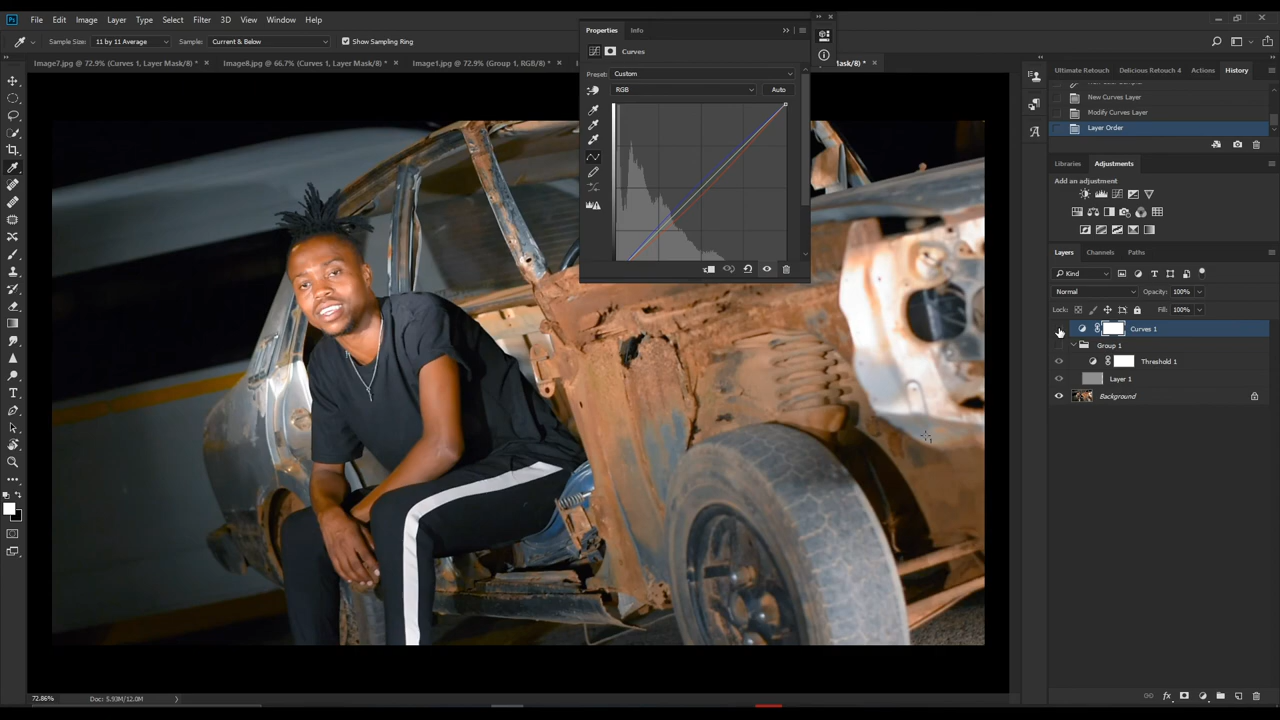 Ps File Edit Image Layer Type Select Filter 3D View Window Help
Sample Size: 11 by 11 Average Sample: Current & Below Show Sampling Ring
Image7.jpg @ 72.9% (Curves 1, Layer Mask/8) * × Image8.jpg @ 66.7% (Curves 1, Layer Mask/8) * × Image1.jpg @ 72.9% (Group 1, RGB/8) * × Mask/8) * ×
Properties Info
Curves
Preset: Custom
RGB Auto
Ultimate Retouch Delicious Retouch 4 Actions History
New Curves Layer
Modify Curves Layer
Layer Order
Libraries Adjustments
Add an adjustment
Layers Channels Paths
Kind
Normal Opacity: 100%
Lock: Fill: 100%
Curves 1
Group 1
Threshold 1
Layer 1
Background
72.86% Doc: 5.93M/12.0M